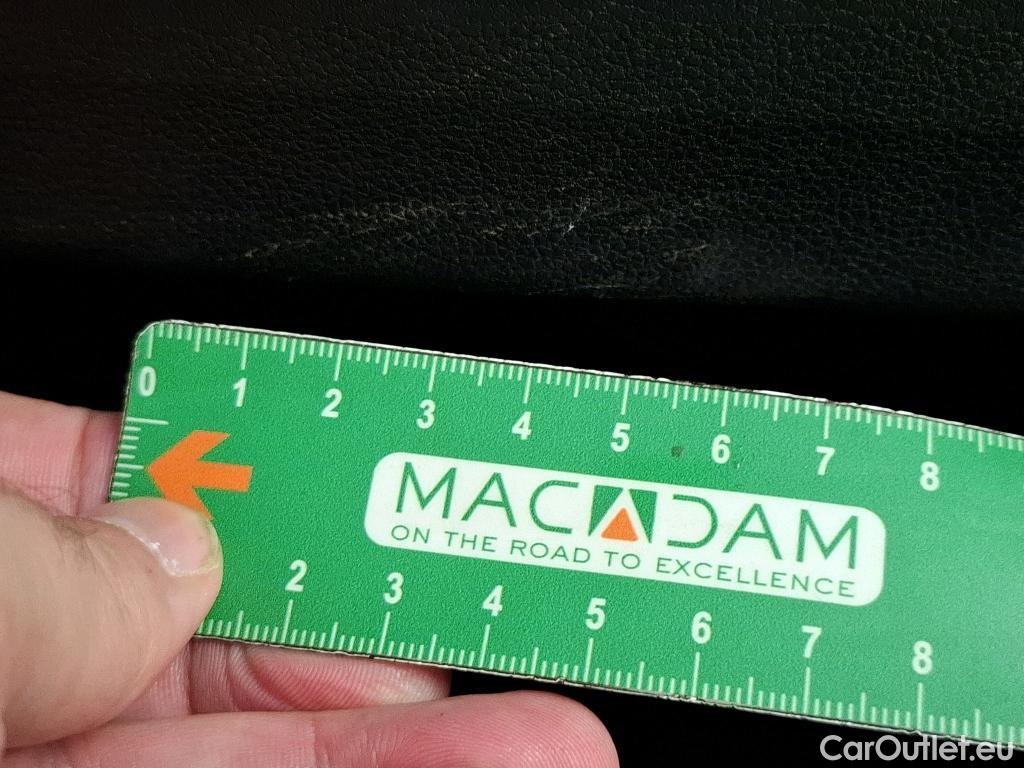 0 1 2 3 4 5 6 7 8
MACADAM
ON THE ROAD TO EXCELLENCE
2 3 4 5 6 7 8
CarOutlet.eu